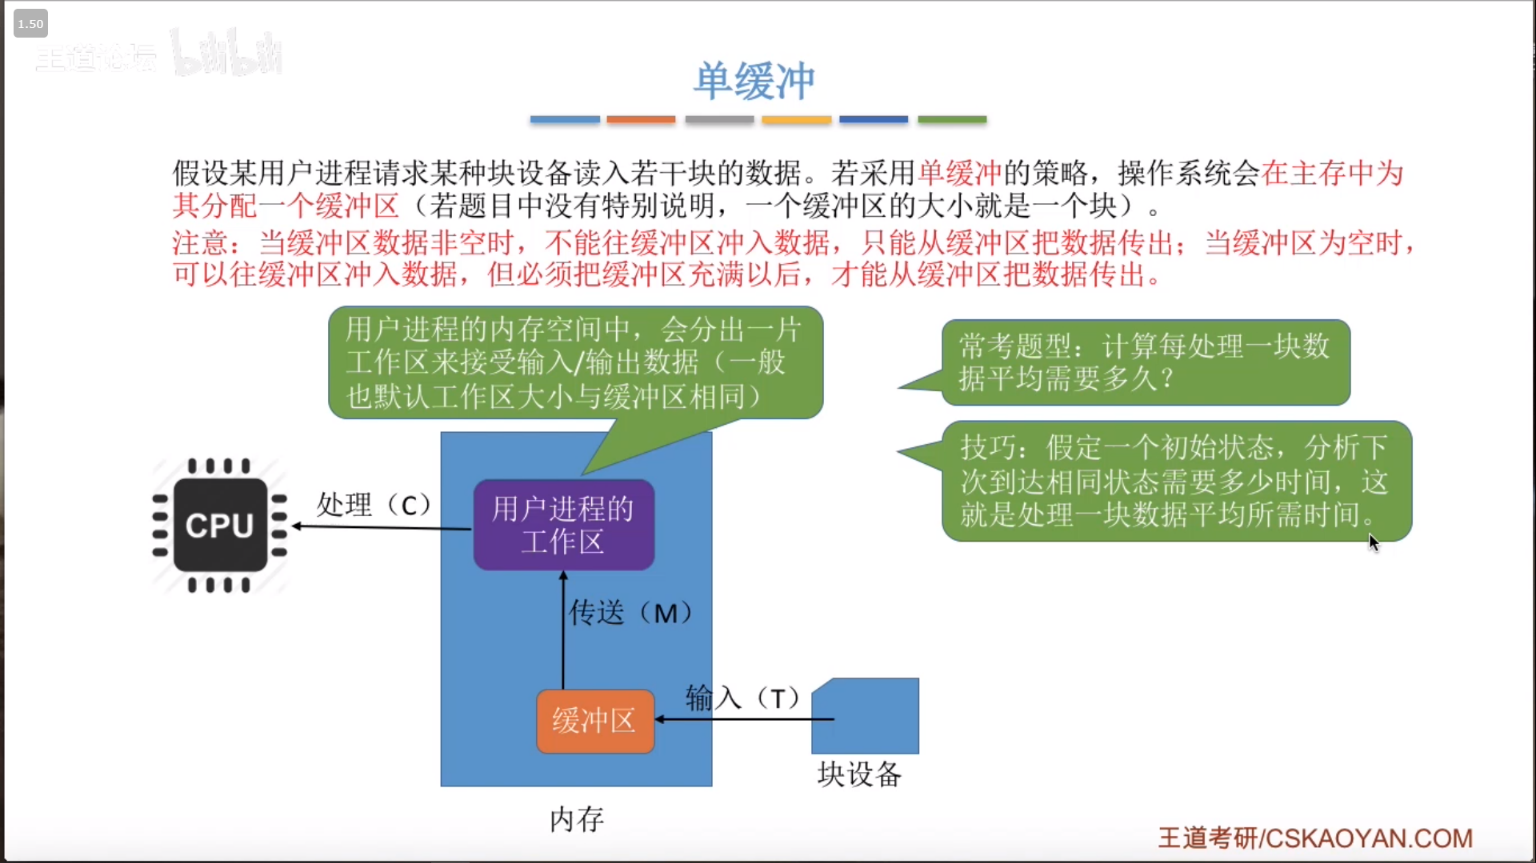 1.50
王道论坛 bilibili
单缓冲
假设某用户进程请求某种块设备读入若干块的数据。若采用单缓冲的策略，操作系统会在主存中为
其分配一个缓冲区（若题目中没有特别说明，一个缓冲区的大小就是一个块）。
注意：当缓冲区数据非空时，不能往缓冲区冲入数据，只能从缓冲区把数据传出；当缓冲区为空时，
可以往缓冲区冲入数据，但必须把缓冲区充满以后，才能从缓冲区把数据传出。
用户进程的内存空间中，会分出一片
工作区来接受输入/输出数据（一般
也默认工作区大小与缓冲区相同）
常考题型：计算每处理一块数
据平均需要多久？
技巧：假定一个初始状态，分析下
次到达相同状态需要多少时间，这
就是处理一块数据平均所需时间。
CPU
处理（C）
用户进程的
工作区
传送（M）
缓冲区
输入（T）
块设备
内存
王道考研/CSKAOYAN.COM